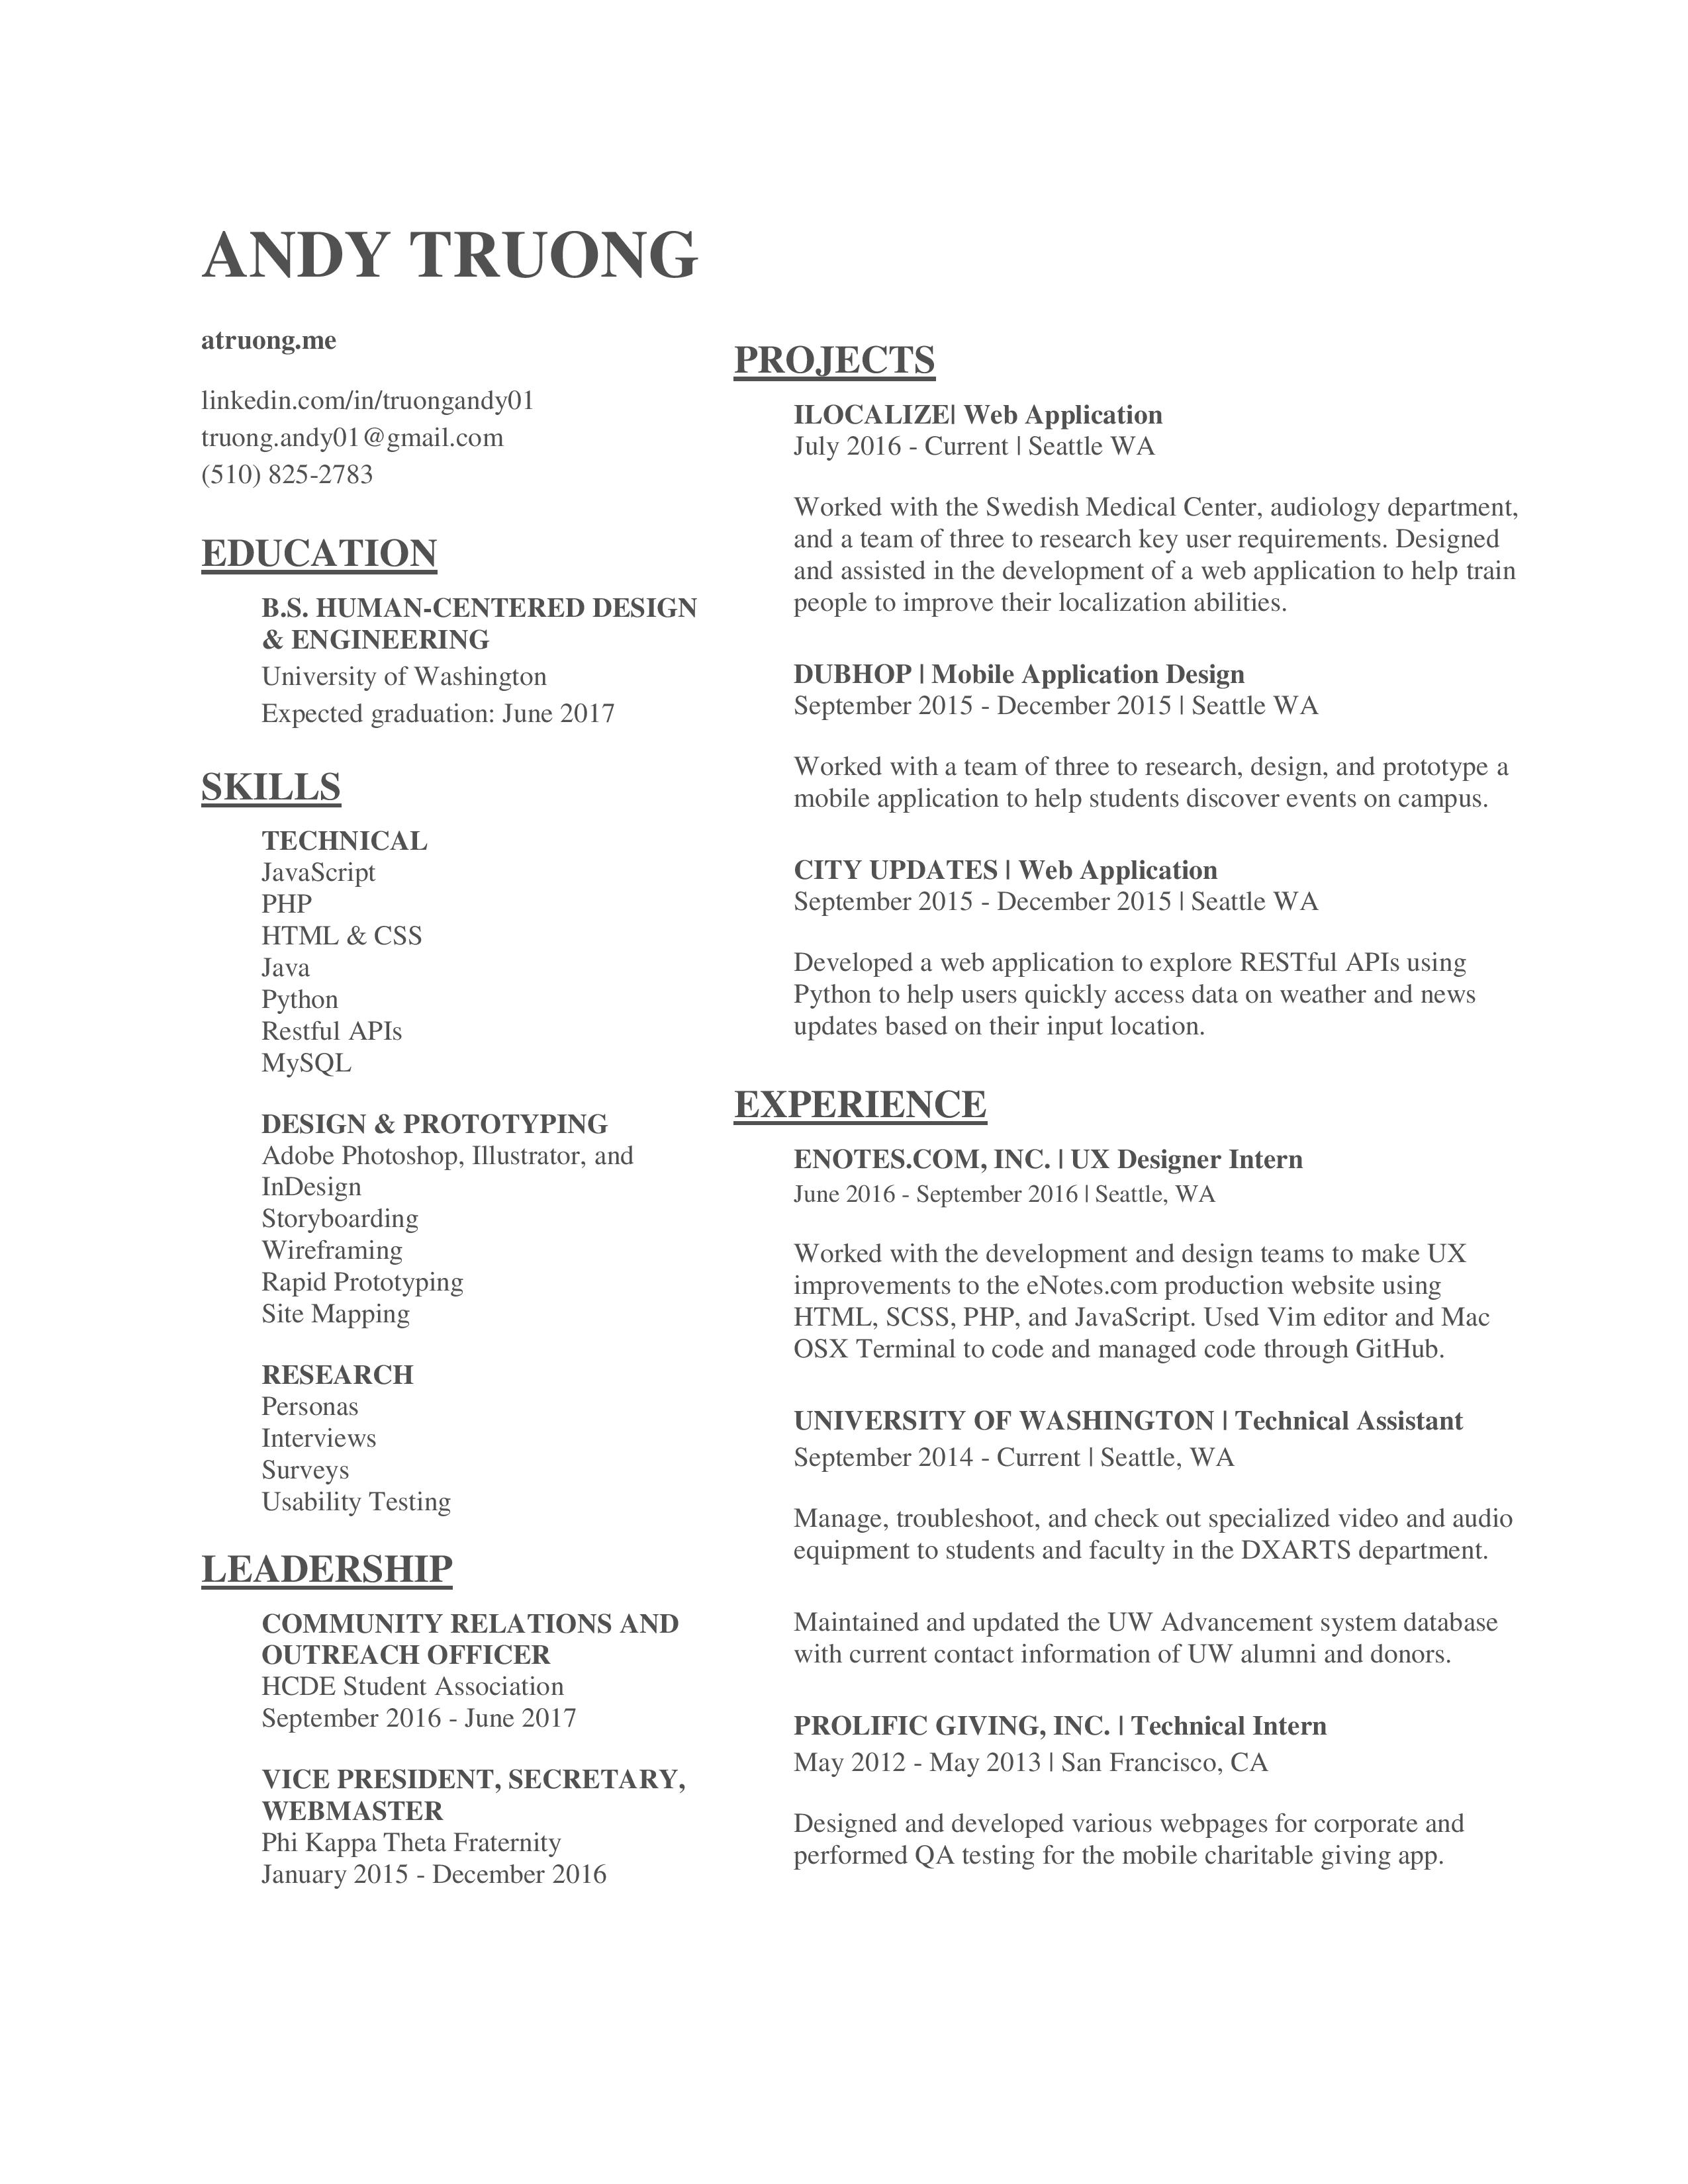 ANDY TRUONG
atruong.me
linkedin.com/in/truongandy01
truong.andy01@gmail.com
(510) 825-2783
EDUCATION
B.S. HUMAN-CENTERED DESIGN
& ENGINEERING
University of Washington
Expected graduation: June 2017
SKILLS
TECHNICAL
JavaScript
PHP
HTML & CSS
Java
Python
Restful APIs
MySQL
DESIGN & PROTOTYPING
Adobe Photoshop, Illustrator, and
InDesign
Storyboarding
Wireframing
Rapid Prototyping
Site Mapping
RESEARCH
Personas
Interviews
Surveys
Usability Testing
LEADERSHIP
COMMUNITY RELATIONS AND
OUTREACH OFFICER
HCDE Student Association
September 2016 - June 2017
VICE PRESIDENT, SECRETARY,
WEBMASTER
Phi Kappa Theta Fraternity
January 2015 - December 2016
PROJECTS
ILOCALIZE| Web Application
July 2016 - Current | Seattle WA
Worked with the Swedish Medical Center, audiology department,
and a team of three to research key user requirements. Designed
and assisted in the development of a web application to help train
people to improve their localization abilities.
DUBHOP | Mobile Application Design
September 2015 - December 2015 | Seattle WA
Worked with a team of three to research, design, and prototype a
mobile application to help students discover events on campus.
CITY UPDATES | Web Application
September 2015 - December 2015 | Seattle WA
Developed a web application to explore RESTful APIs using
Python to help users quickly access data on weather and news
updates based on their input location.
EXPERIENCE
ENOTES.COM, INC. | UX Designer Intern
June 2016 - September 2016 | Seattle, WA
Worked with the development and design teams to make UX
improvements to the eNotes.com production website using
HTML, SCSS, PHP, and JavaScript. Used Vim editor and Mac
OSX Terminal to code and managed code through GitHub.
UNIVERSITY OF WASHINGTON | Technical Assistant
September 2014 - Current | Seattle, WA
Manage, troubleshoot, and check out specialized video and audio
equipment to students and faculty in the DXARTS department.
Maintained and updated the UW Advancement system database
with current contact information of UW alumni and donors.
PROLIFIC GIVING, INC. | Technical Intern
May 2012 - May 2013 | San Francisco, CA
Designed and developed various webpages for corporate and
performed QA testing for the mobile charitable giving app.